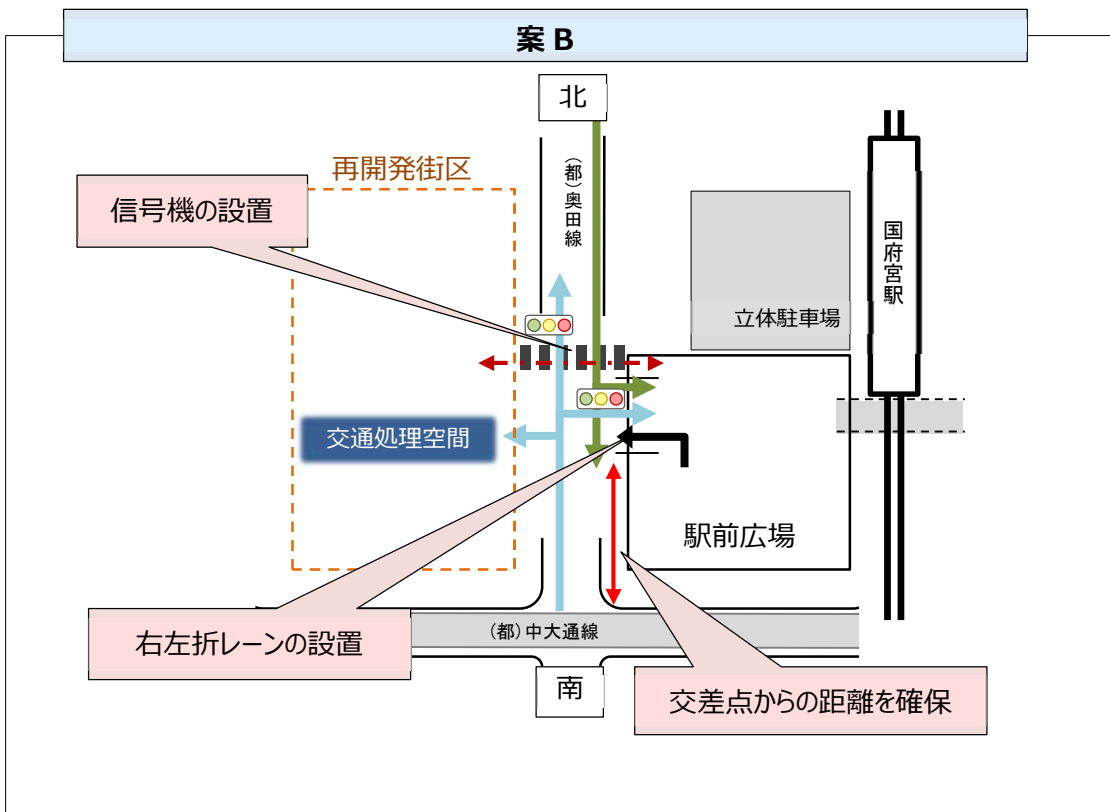 案B
北
再開発街区
信号機の設置
(都)奥田線
国府宮駅
立体駐車場
交通処理空間
駅前広場
右左折レーンの設置
(都)中大通線
南
交差点からの距離を確保